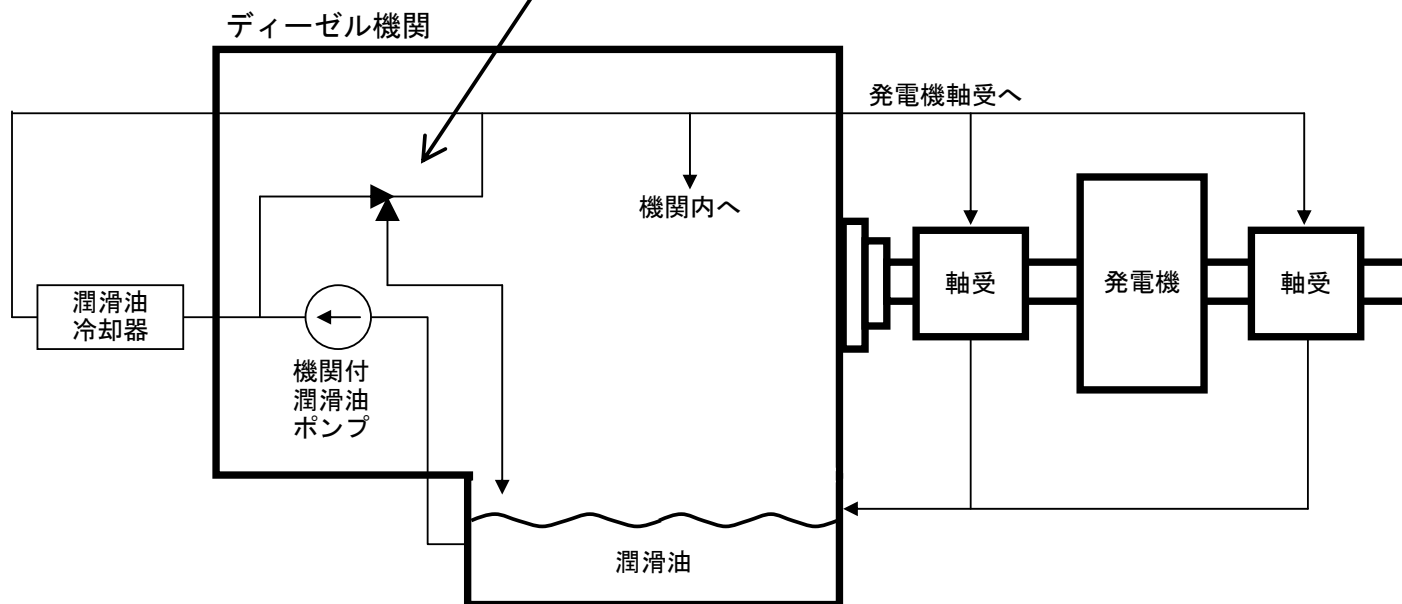 ディーゼル機関
発電機軸受へ
機関内へ
潤滑油
冷却器
機関付
潤滑油
ポンプ
軸受
発電機
軸受
潤滑油